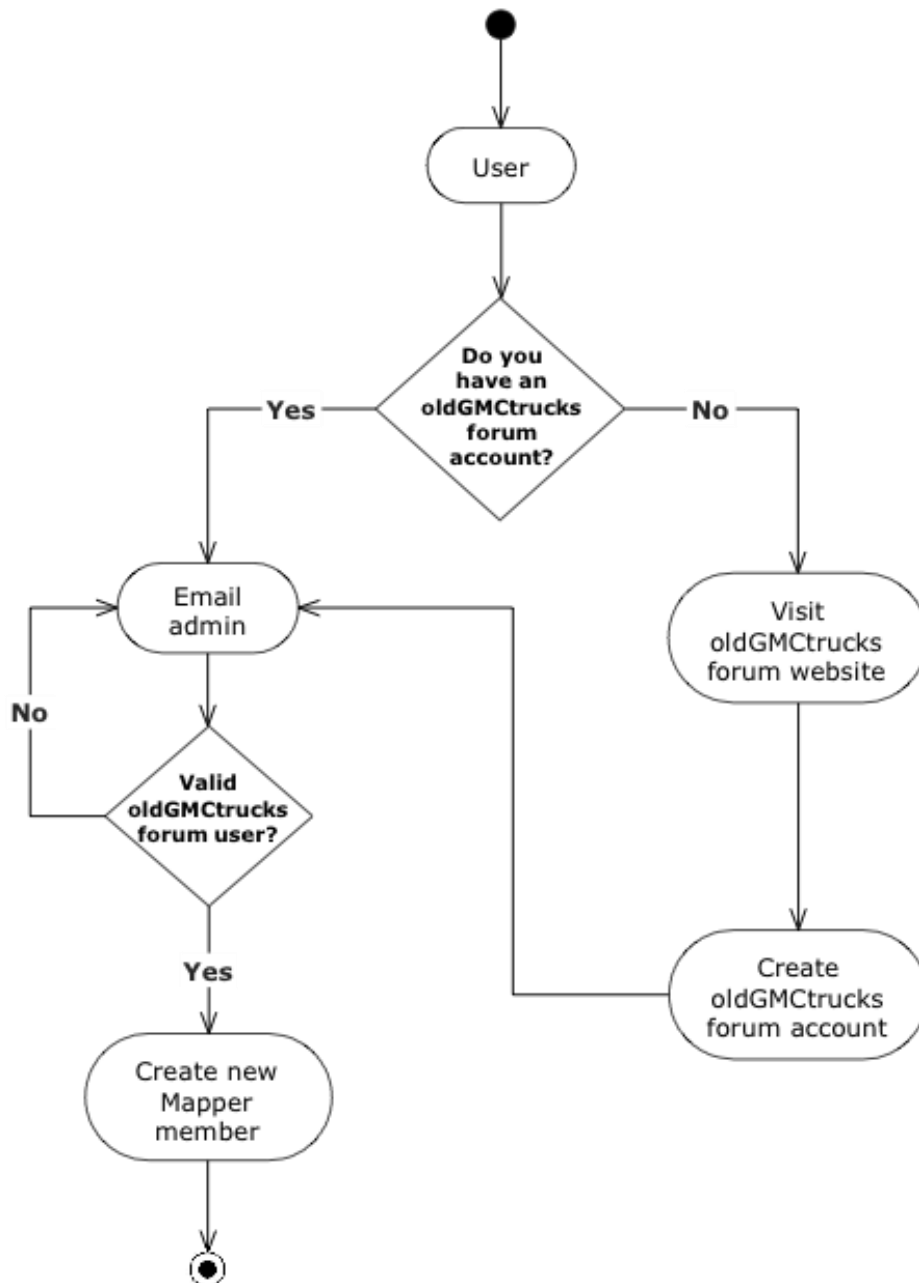 User
Do you
have an
oldGMCtrucks
forum
account?
Yes
No
Email
admin
Visit
oldGMCtrucks
forum website
No
Valid
oldGMCtrucks
forum user?
Yes
Create
oldGMCtrucks
forum account
Create new
Mapper
member